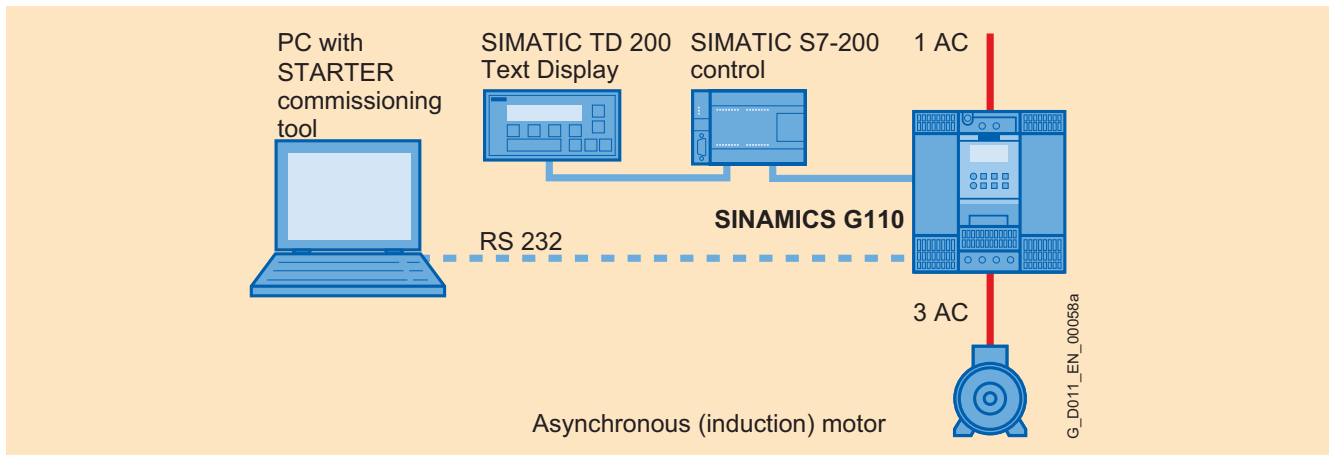 PC with
STARTER
commissioning
tool
SIMATIC TD 200
Text Display
SIMATIC S7-200
control
1 AC
SINAMICS G110
RS 232
3 AC
G_D011_EN_00058a
Asynchronous (induction) motor